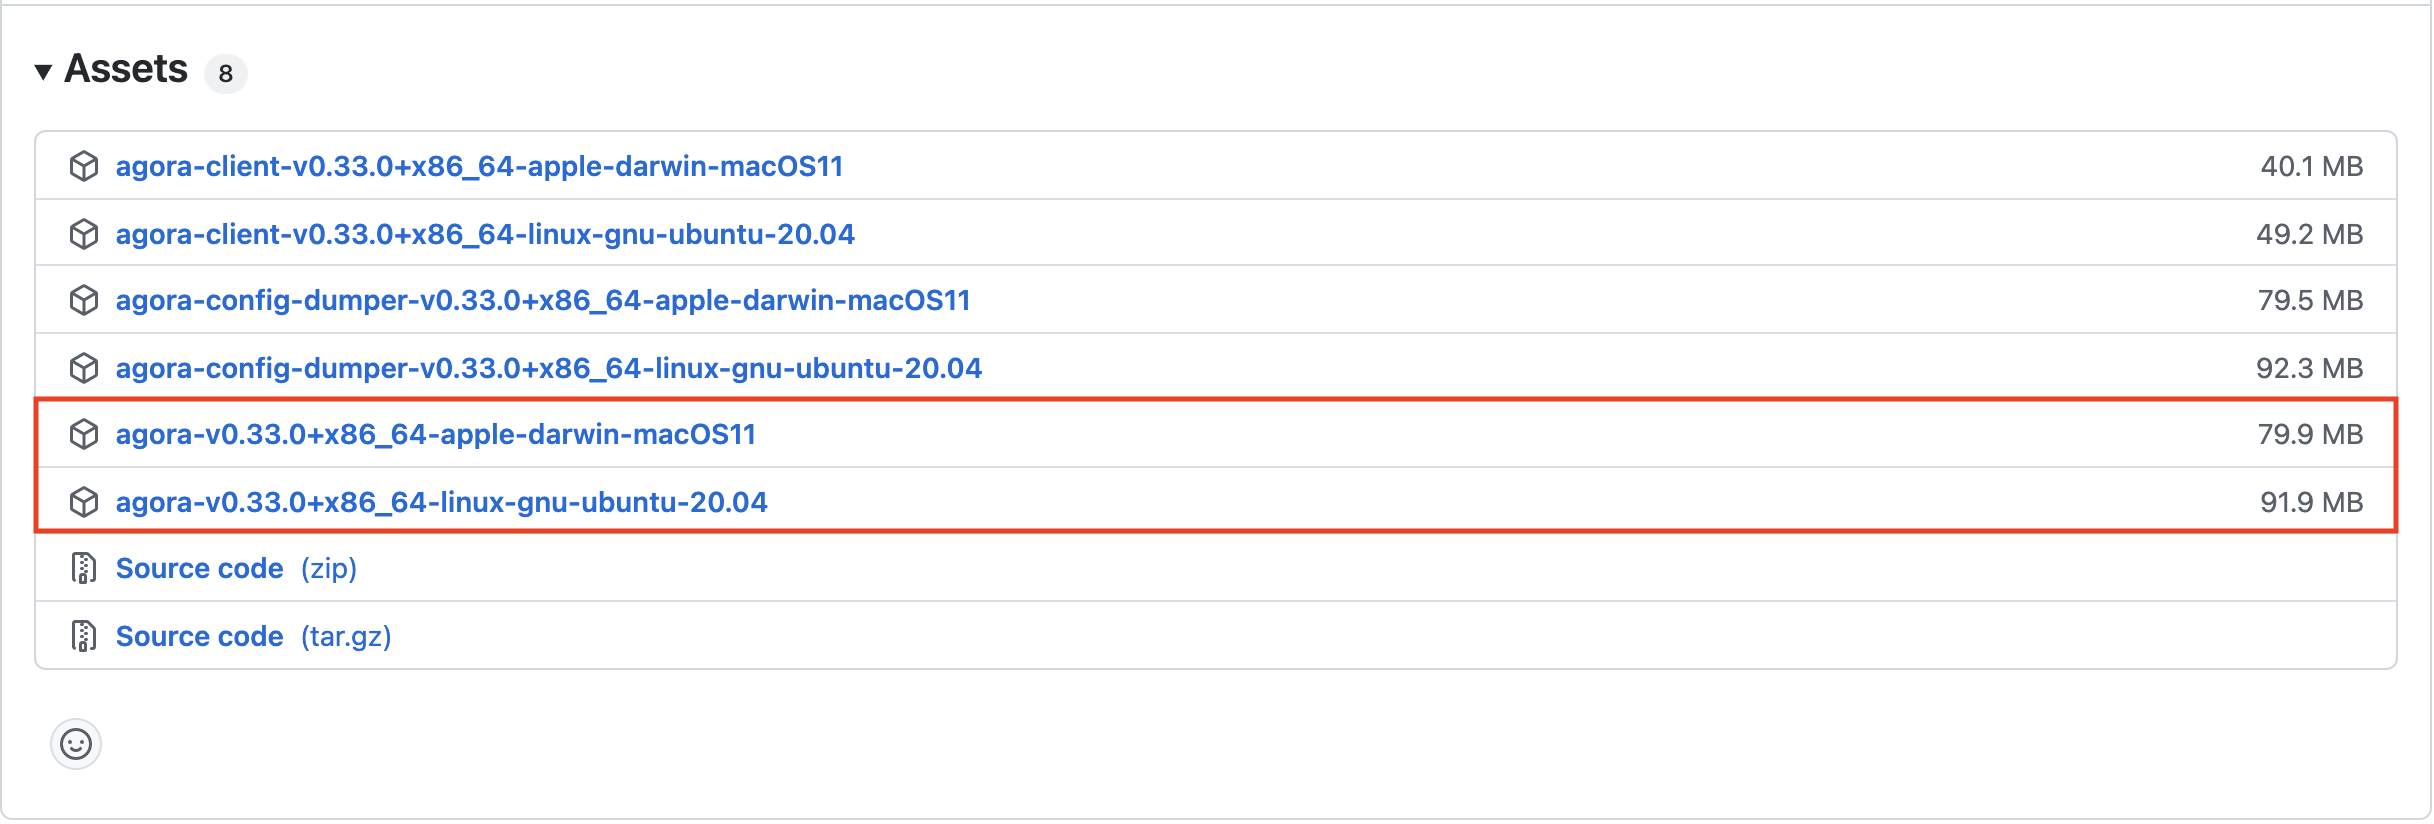 Assets 8
agora-client-v0.33.0+x86_64-apple-darwin-macOS11 40.1 MB
agora-client-v0.33.0+x86_64-linux-gnu-ubuntu-20.04 49.2 MB
agora-config-dumper-v0.33.0+x86_64-apple-darwin-macOS11 79.5 MB
agora-config-dumper-v0.33.0+x86_64-linux-gnu-ubuntu-20.04 92.3 MB
agora-v0.33.0+x86_64-apple-darwin-macOS11 79.9 MB
agora-v0.33.0+x86_64-linux-gnu-ubuntu-20.04 91.9 MB
Source code (zip)
Source code (tar.gz)